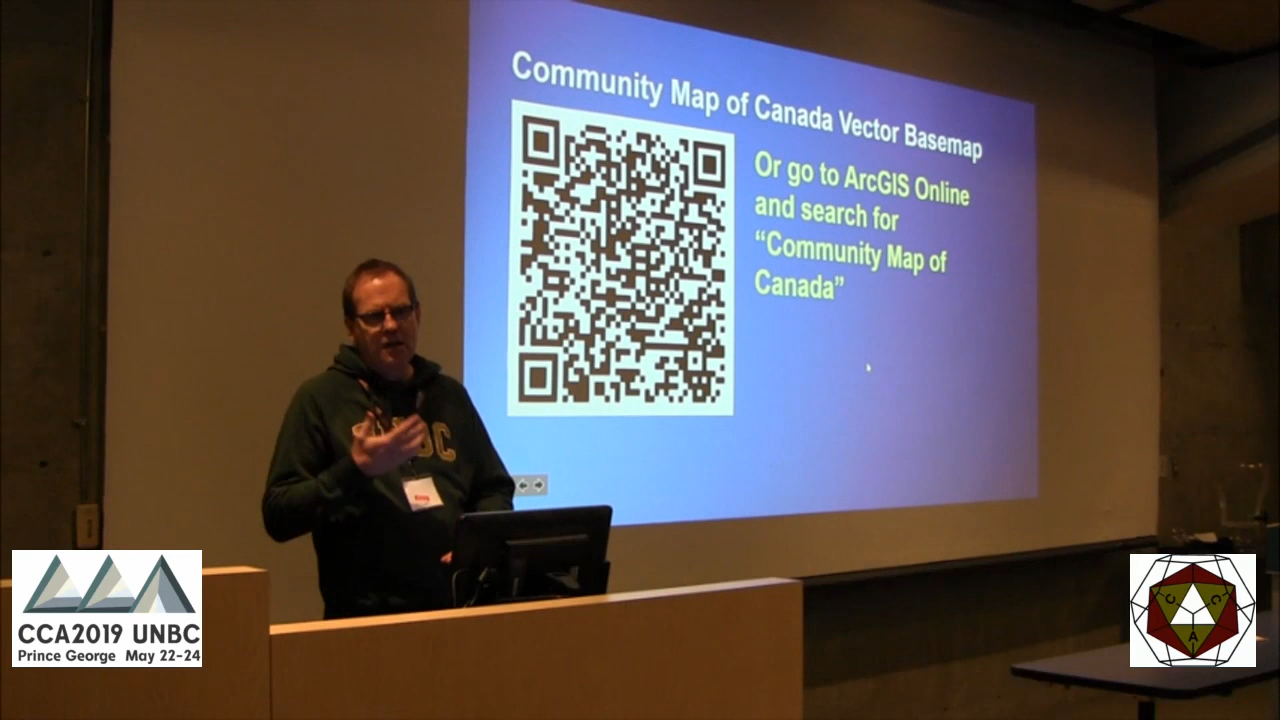 Community Map of Canada Vector Basemap
Or go to ArcGIS Online
and search for
“Community Map of
Canada”
CCA2019 UNBC
Prince George May 22-24
C C A